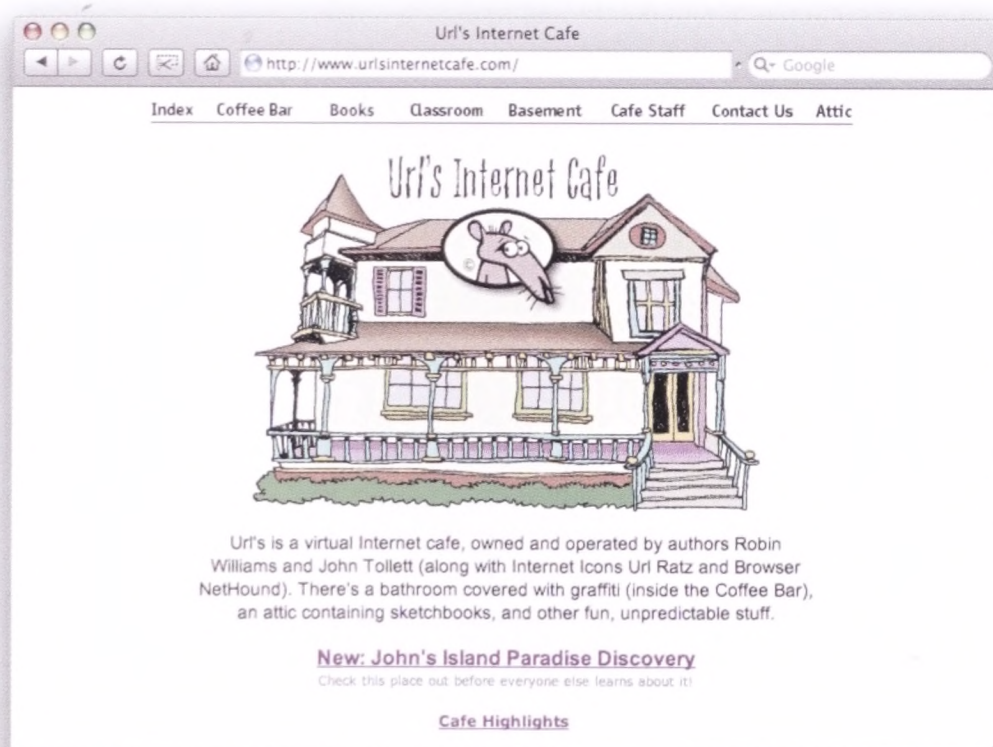 Url's Internet Cafe
http://www.urlsinternetcafe.com/
Google
Index Coffee Bar Books Classroom Basement Cafe Staff Contact Us Attic
Url's Internet Cafe
©
Url's is a virtual Internet cafe, owned and operated by authors Robin
Williams and John Tollett (along with Internet Icons Url Ratz and Browser
NetHound). There's a bathroom covered with graffiti (inside the Coffee Bar),
an attic containing sketchbooks, and other fun, unpredictable stuff.
New: John's Island Paradise Discovery
Check this place out before everyone else learns about it!
Cafe Highlights